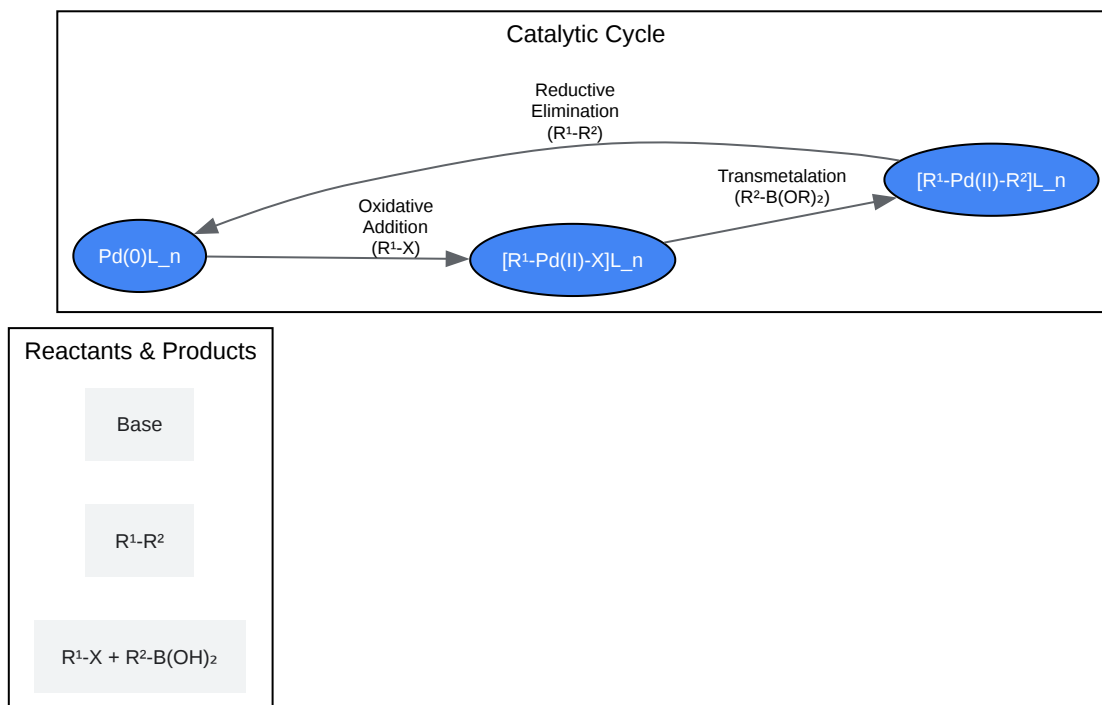 Catalytic Cycle
Reductive
Elimination
(R¹-R²)
Transmetalation
(R²-B(OR)₂)
[R¹-Pd(II)-R²]L_n
Oxidative
Addition
(R¹-X)
Pd(0)L_n
[R¹-Pd(II)-X]L_n
Reactants & Products
Base
R¹-R²
R¹-X + R²-B(OH)₂